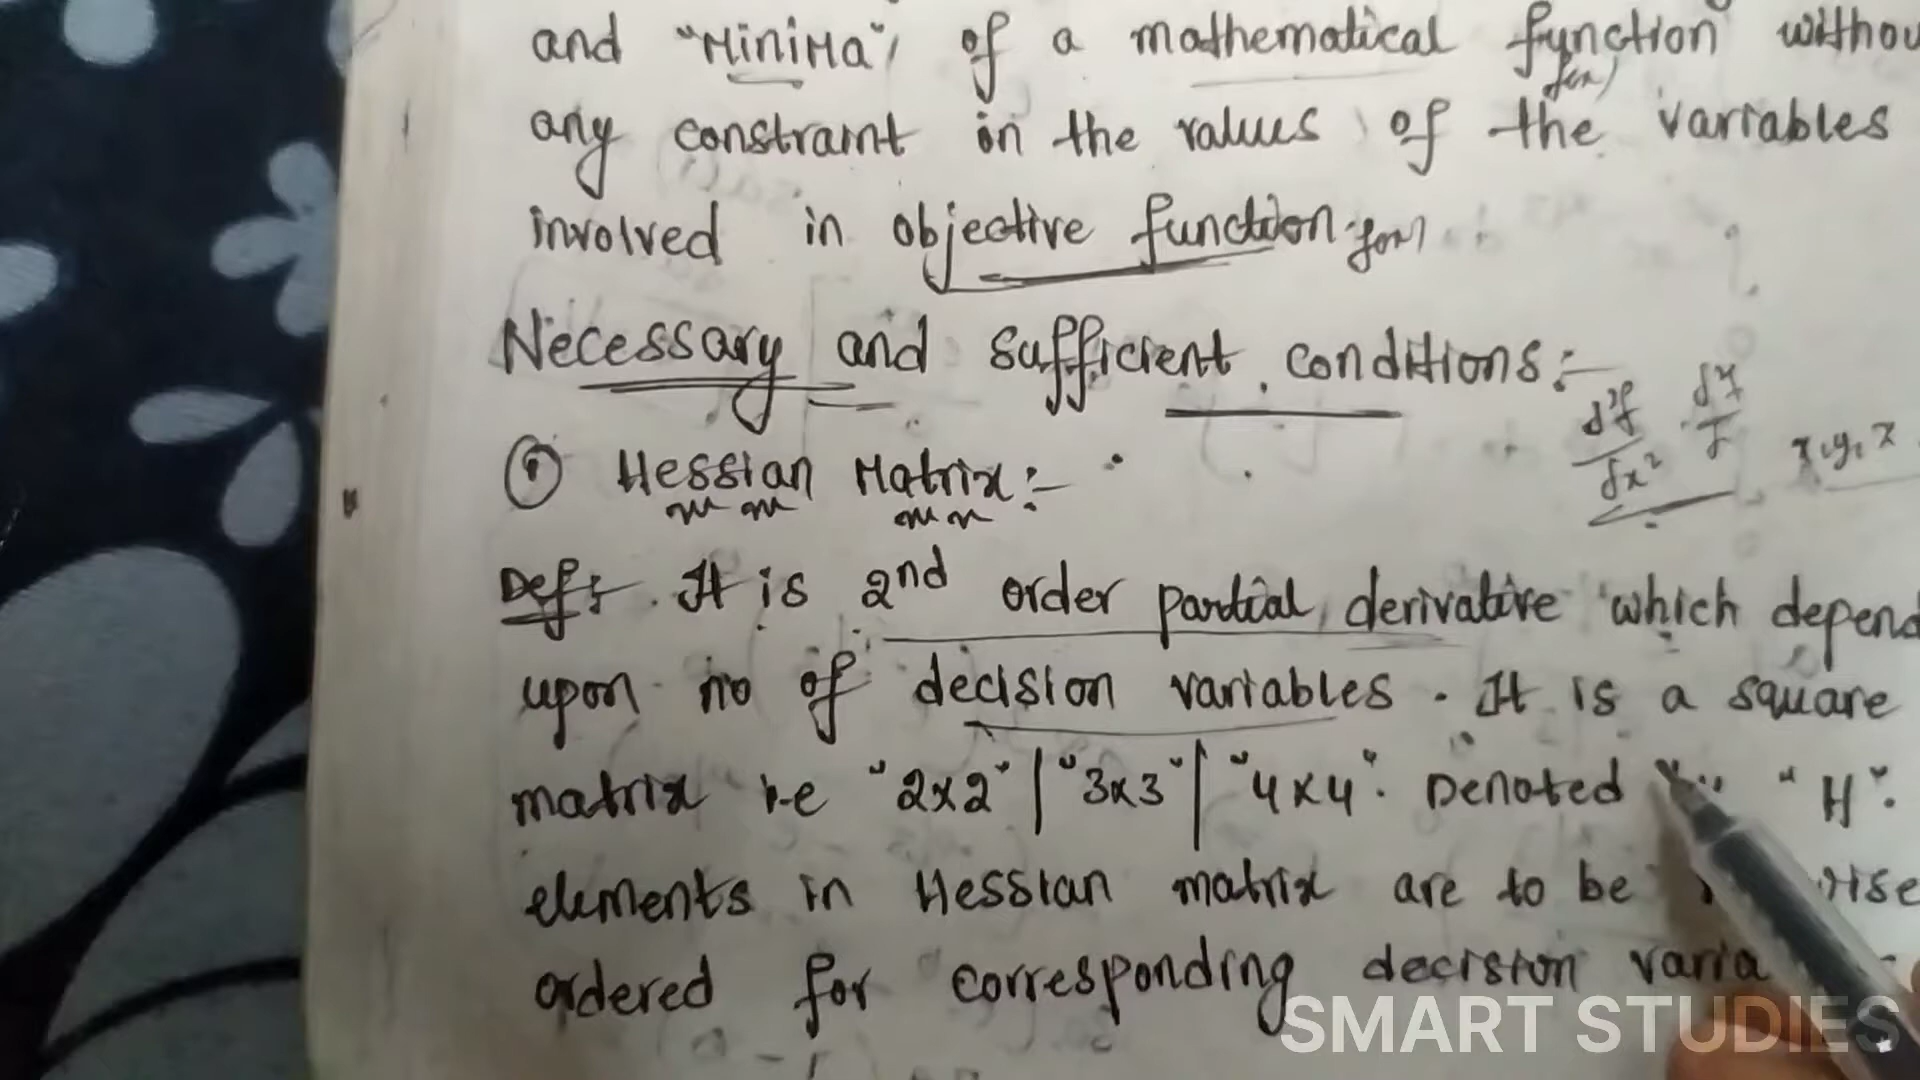 and "MiniMa", of a mathematical function withou
f(x)
any constraint in the values of the variables
involved in objective function.
Necessary and sufficient conditions:-
x, y, z
① Hessian Matrix:-
Def:- It is 2nd order partial derivative which depend
upon no of decision variables. It is a square
matrix i.e "2x2" | "3x3" | "4x4". Denoted "H".
elements in Hessian matrix are to be
ordered for corresponding decision varia
SMART STUDIES